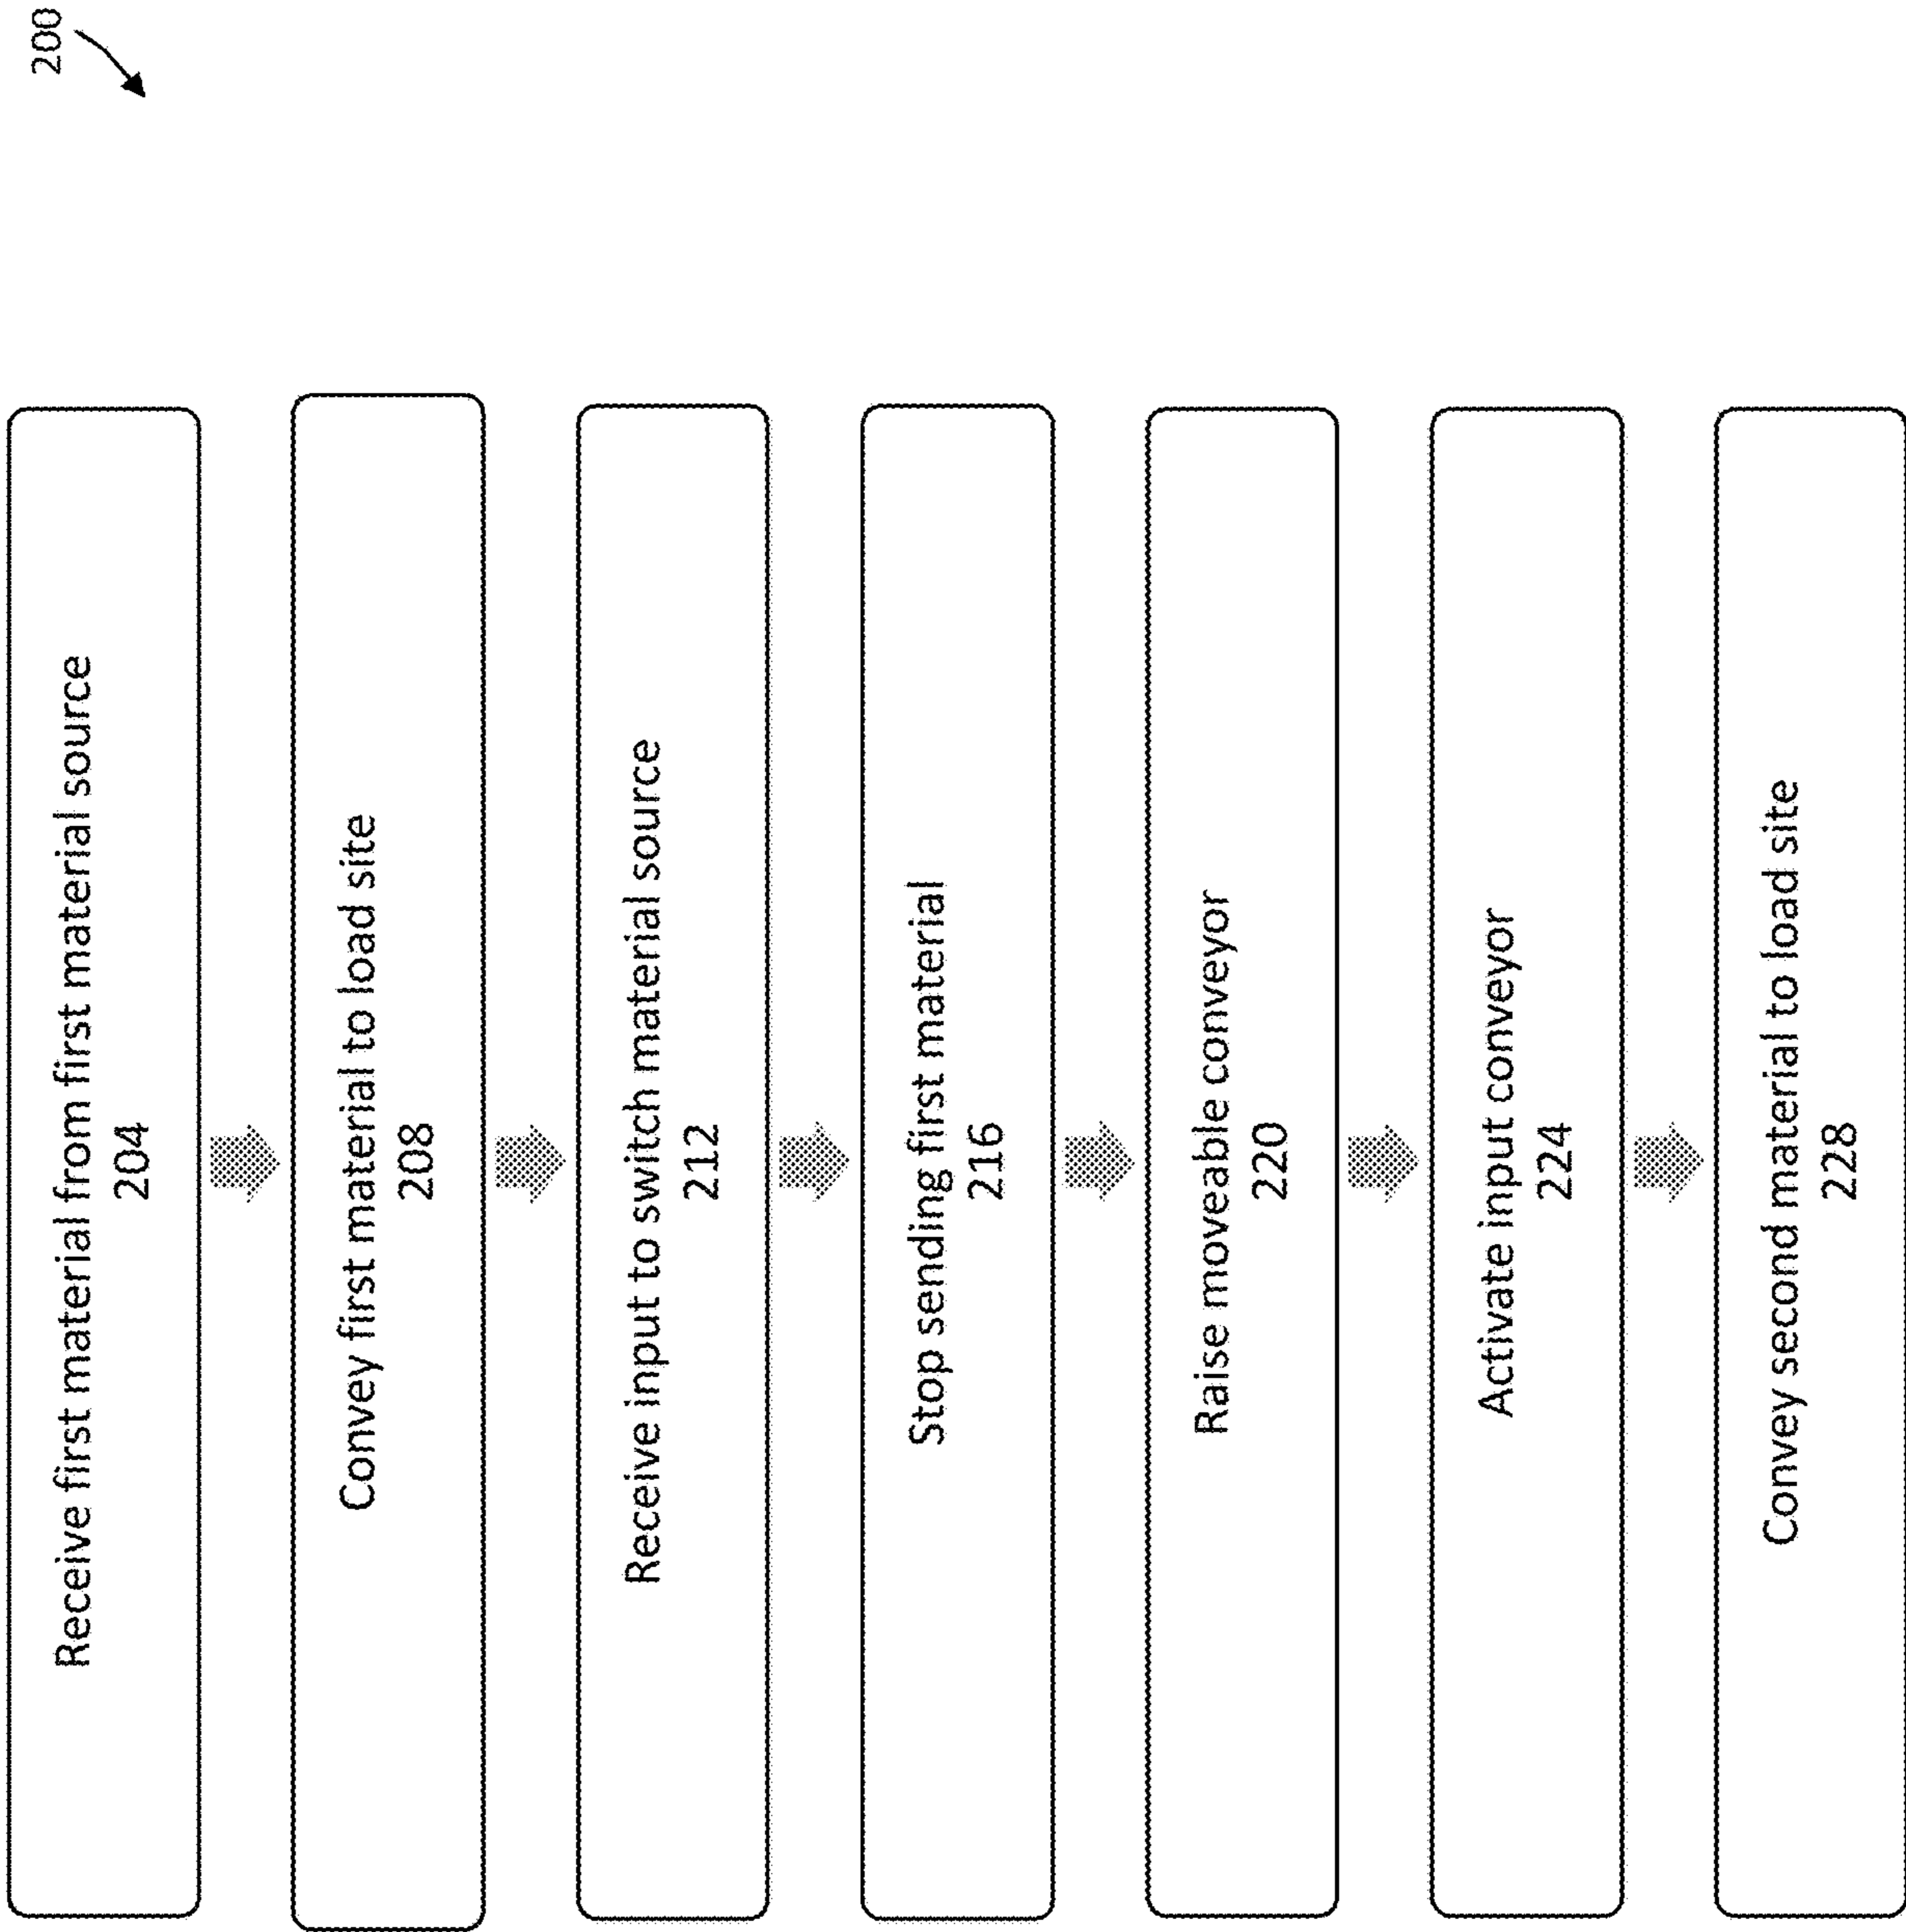 200
Receive first material from first material source
204
Convey first material to load site
208
Receive input to switch material source
212
Stop sending first material
216
Raise moveable conveyor
220
Activate input conveyor
224
Convey second material to load site
228